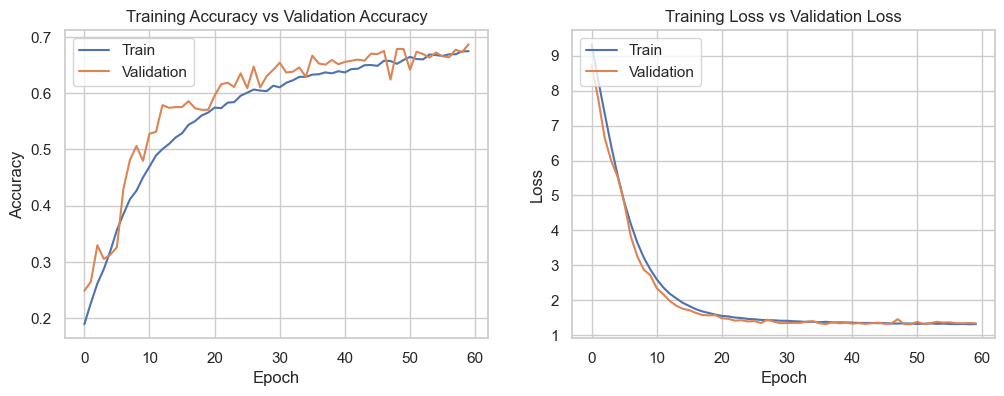 Training Accuracy vs Validation Accuracy
0.7
0.6
0.5
0.4
0.3
0.2
Accuracy
Train
Validation
0 10 20 30 40 50 60
Epoch
Training Loss vs Validation Loss
9
8
7
6
5
4
3
2
1
Loss
Train
Validation
0 10 20 30 40 50 60
Epoch